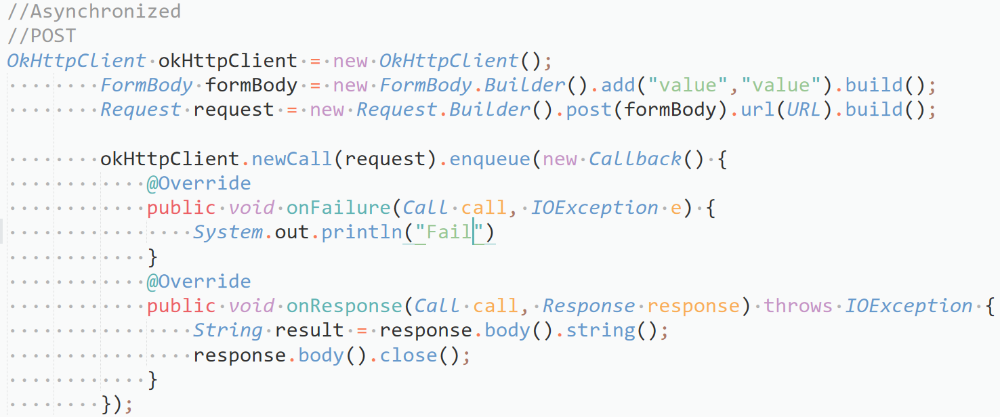 //Asynchronized
//POST
OkHttpClient okHttpClient = new OkHttpClient();
        FormBody formBody = new FormBody.Builder().add("value","value").build();
        Request request = new Request.Builder().post(formBody).url(URL).build();

        okHttpClient.newCall(request).enqueue(new Callback() {
            @Override
            public void onFailure(Call call, IOException e) {
                System.out.println("Fail")
            }
            @Override
            public void onResponse(Call call, Response response) throws IOException {
                String result = response.body().string();
                response.body().close();
            }
        });